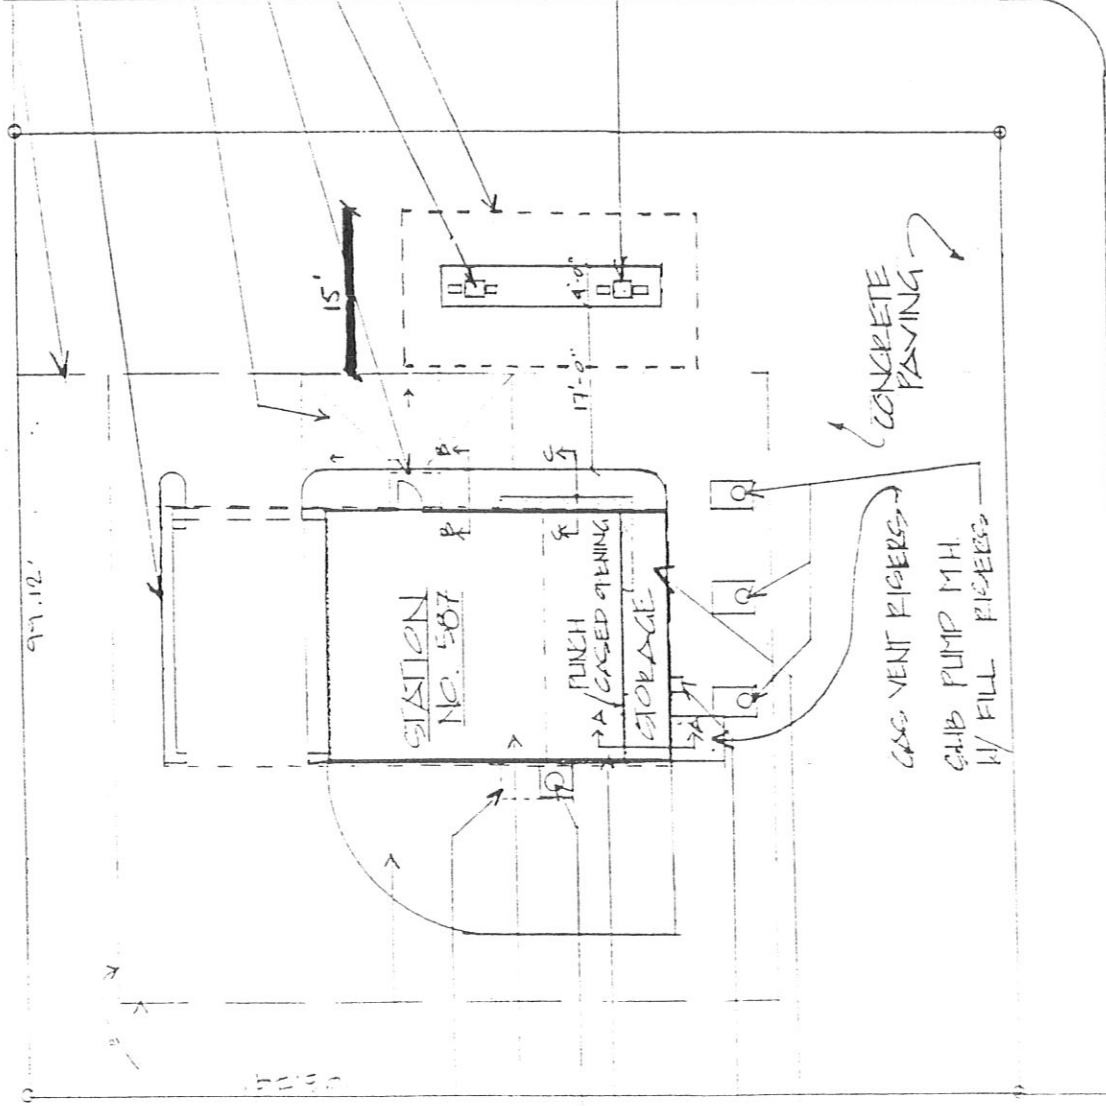 15'
4'-0"
17'-0"
STATION
NO. 587
B
B
C
A
CASED OPENING
STORAGE
A
CONCRETE
PAVING
GAS VENT RISERS
SUB PUMP M.H.
W/ FILL RISERS